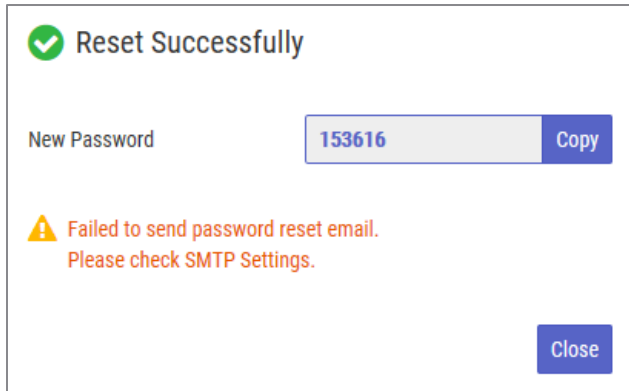 Reset Successfully
New Password 153616 Copy
Failed to send password reset email.
Please check SMTP Settings.
Close